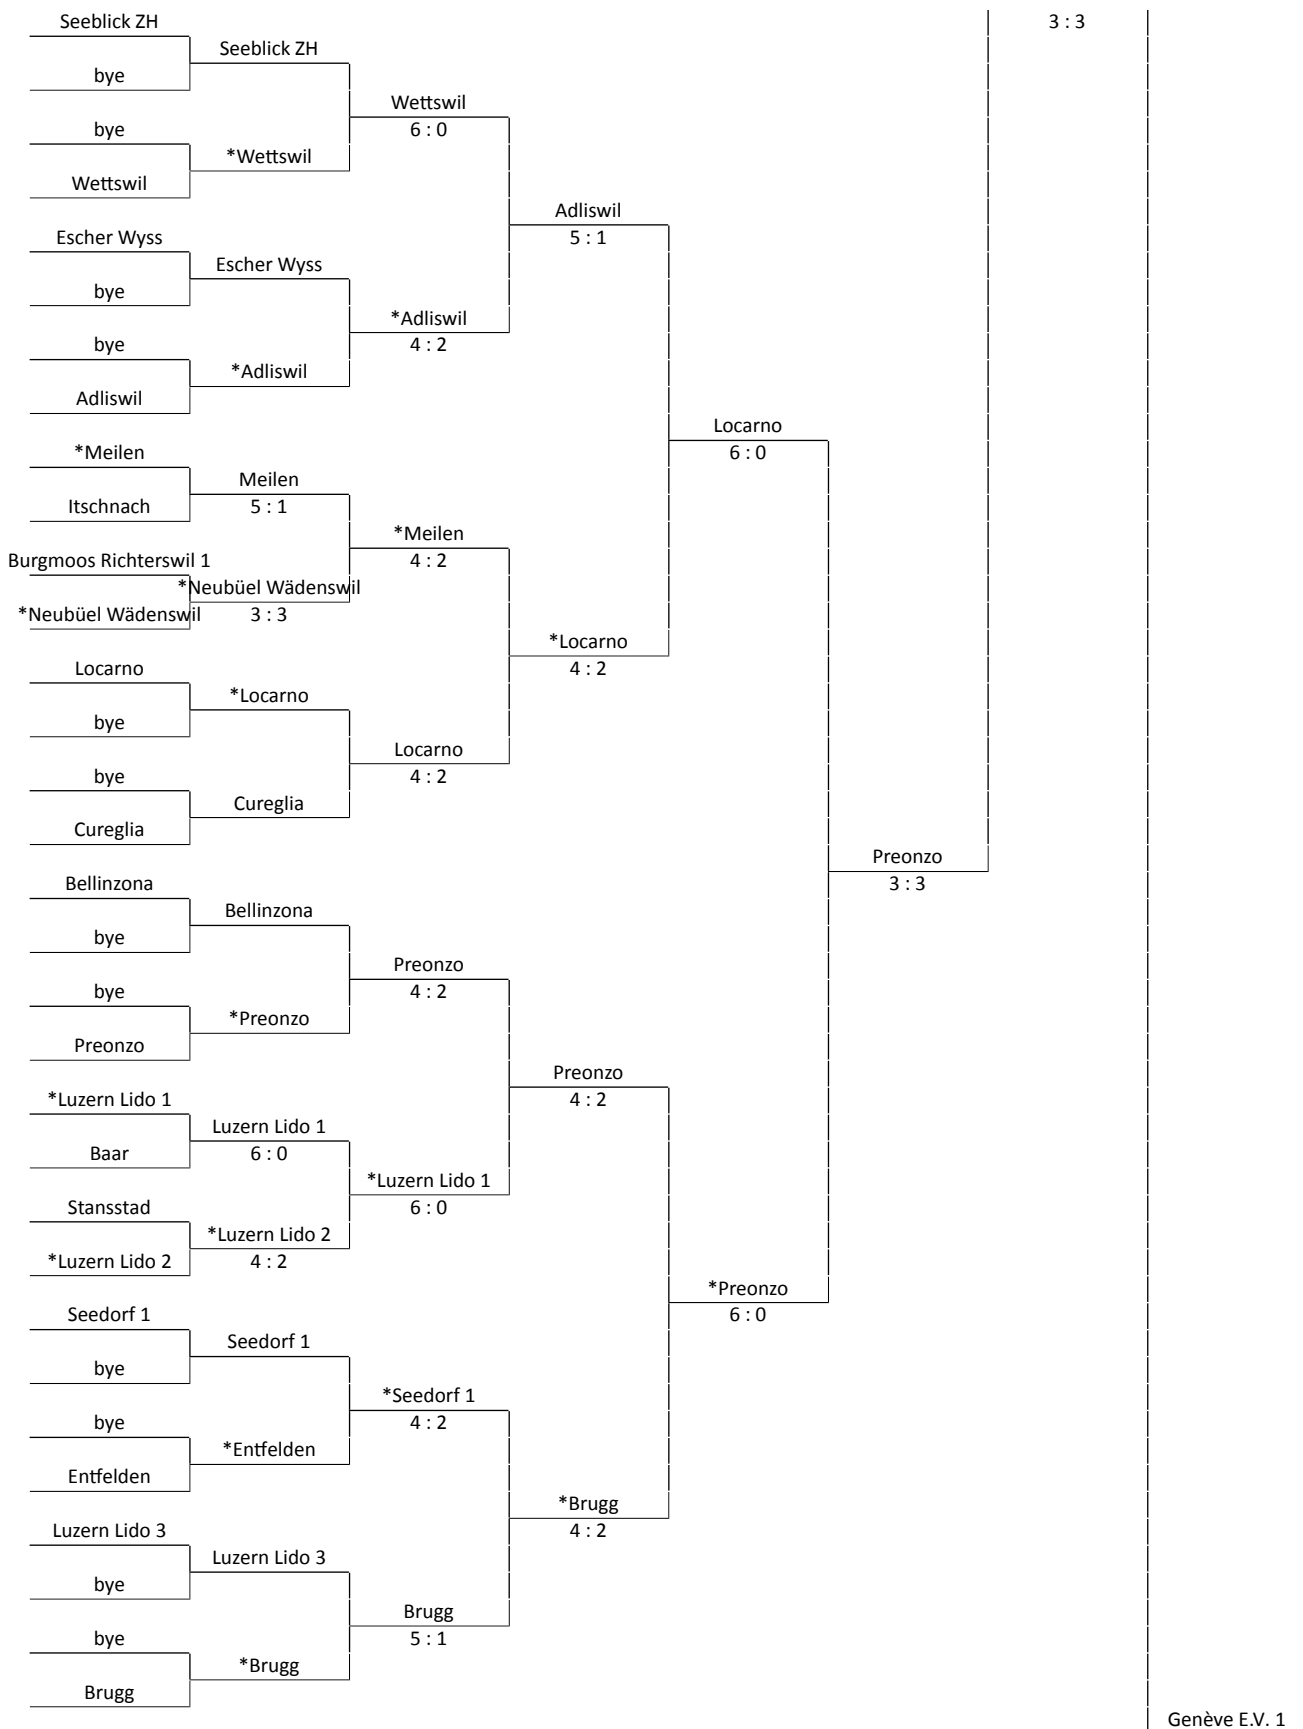 Seeblick ZH
3 : 3
Seeblick ZH
bye
Wettswil
bye
6 : 0
*Wettswil
Wettswil
Adliswil
Escher Wyss
5 : 1
Escher Wyss
bye
*Adliswil
bye
4 : 2
*Adliswil
Adliswil
Locarno
*Meilen
6 : 0
Meilen
Itschnach
5 : 1
*Meilen
Burgmoos Richterswil 1
4 : 2
*Neubüel Wädenswil
*Neubüel Wädenswil
3 : 3
*Locarno
Locarno
4 : 2
*Locarno
bye
Locarno
bye
4 : 2
Cureglia
Cureglia
Preonzo
Bellinzona
3 : 3
Bellinzona
bye
Preonzo
bye
4 : 2
*Preonzo
Preonzo
Preonzo
*Luzern Lido 1
4 : 2
Luzern Lido 1
Baar
6 : 0
*Luzern Lido 1
Stansstad
6 : 0
*Luzern Lido 2
*Luzern Lido 2
4 : 2
*Preonzo
Seedorf 1
6 : 0
Seedorf 1
bye
*Seedorf 1
bye
4 : 2
*Entfelden
Entfelden
*Brugg
Luzern Lido 3
4 : 2
Luzern Lido 3
bye
Brugg
bye
5 : 1
*Brugg
Brugg
Genève E.V. 1